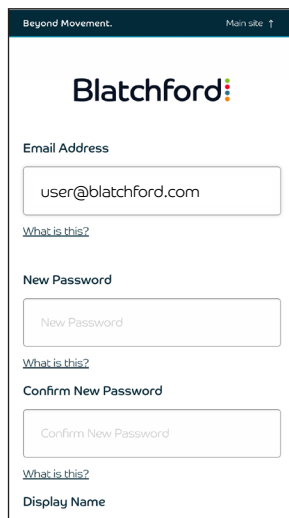 Beyond Movement.
Main site ↑
Blatchford
Email Address
user@blatchford.com
What is this?
New Password
New Password
What is this?
Confirm New Password
Confirm New Password
What is this?
Display Name